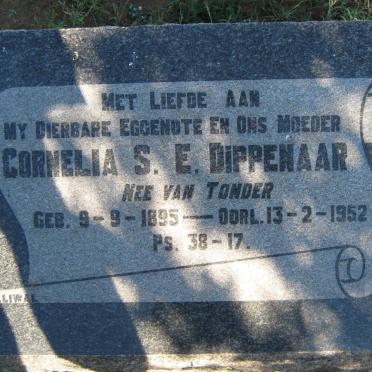 MET LIEFDE AAN
MY DIERBARE EGGENOTE EN ONS MOEDER
CORNELIA S. E. DIPPENAAR
NEE VAN TONDER
GEB. 9-9-1895 — OORL. 13-2-1952
PS. 38-17.
ALIWAL